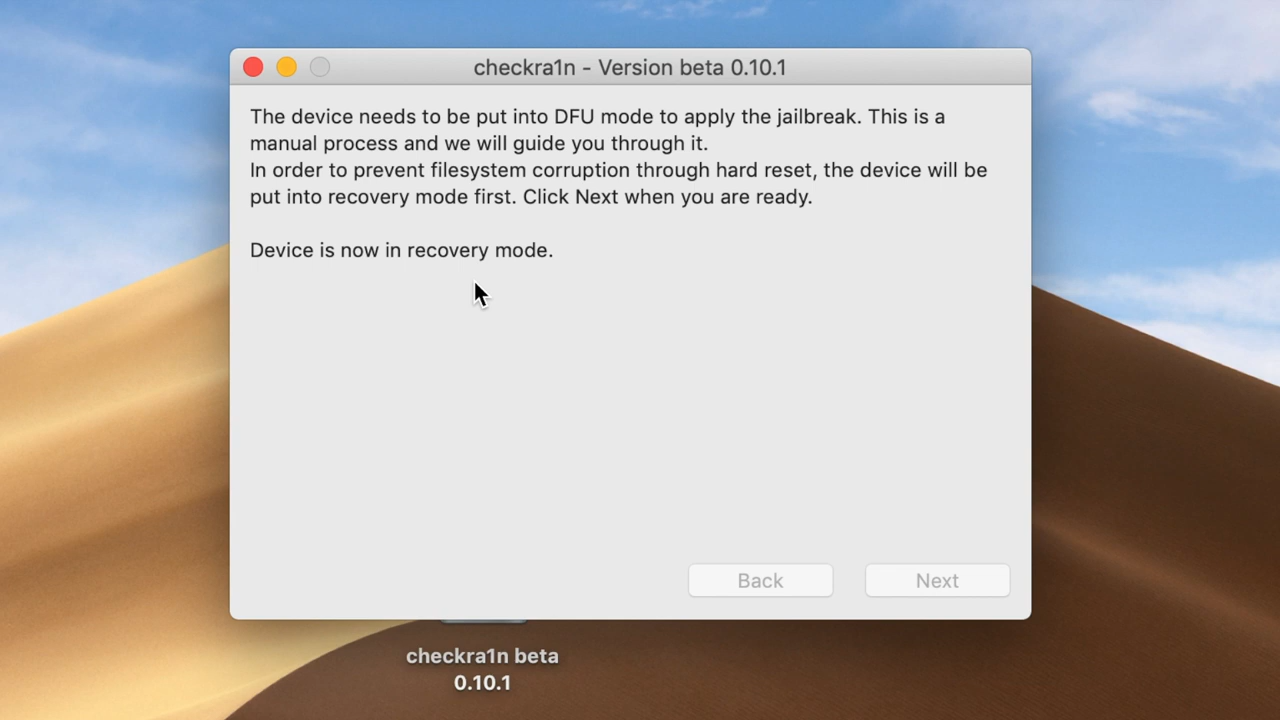 checkra1n - Version beta 0.10.1
The device needs to be put into DFU mode to apply the jailbreak. This is a
manual process and we will guide you through it.
In order to prevent filesystem corruption through hard reset, the device will be
put into recovery mode first. Click Next when you are ready.
Device is now in recovery mode.
Back
Next
checkra1n beta
0.10.1